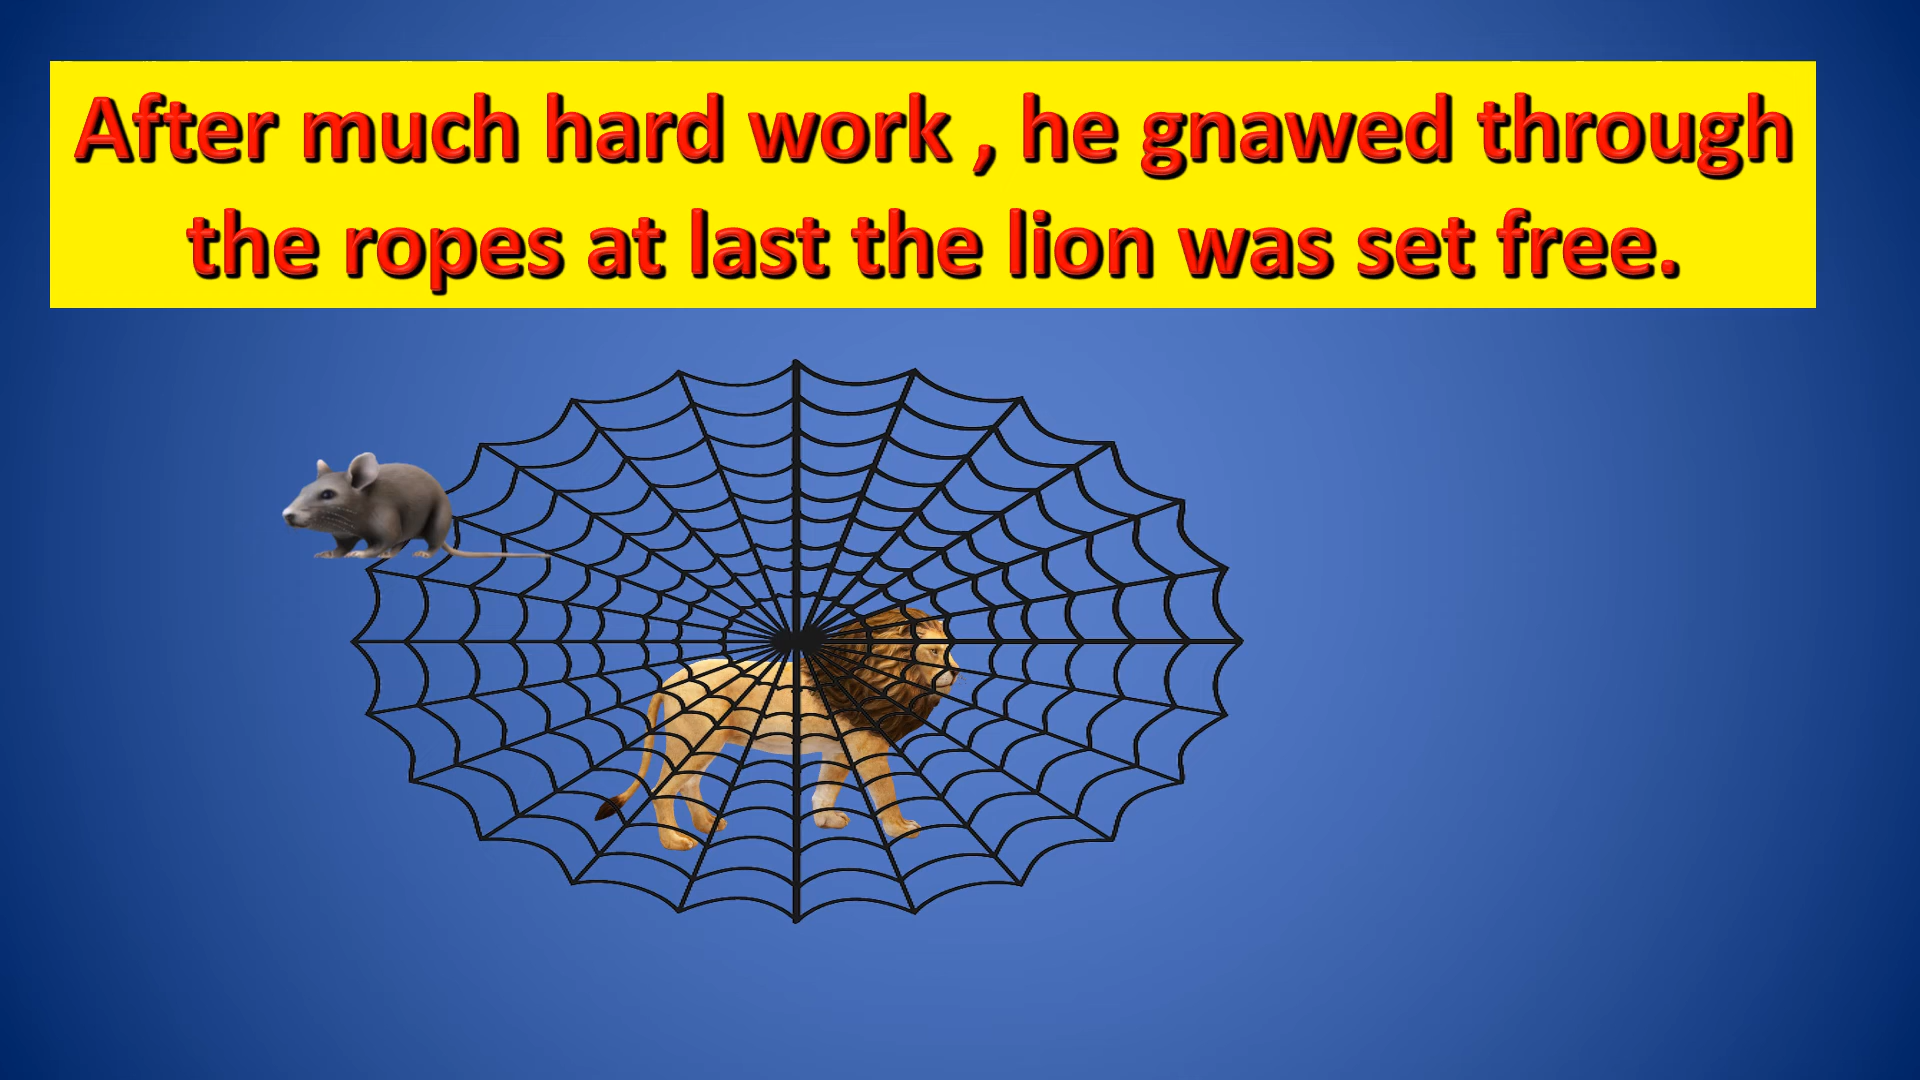 After much hard work , he gnawed through
the ropes at last the lion was set free.